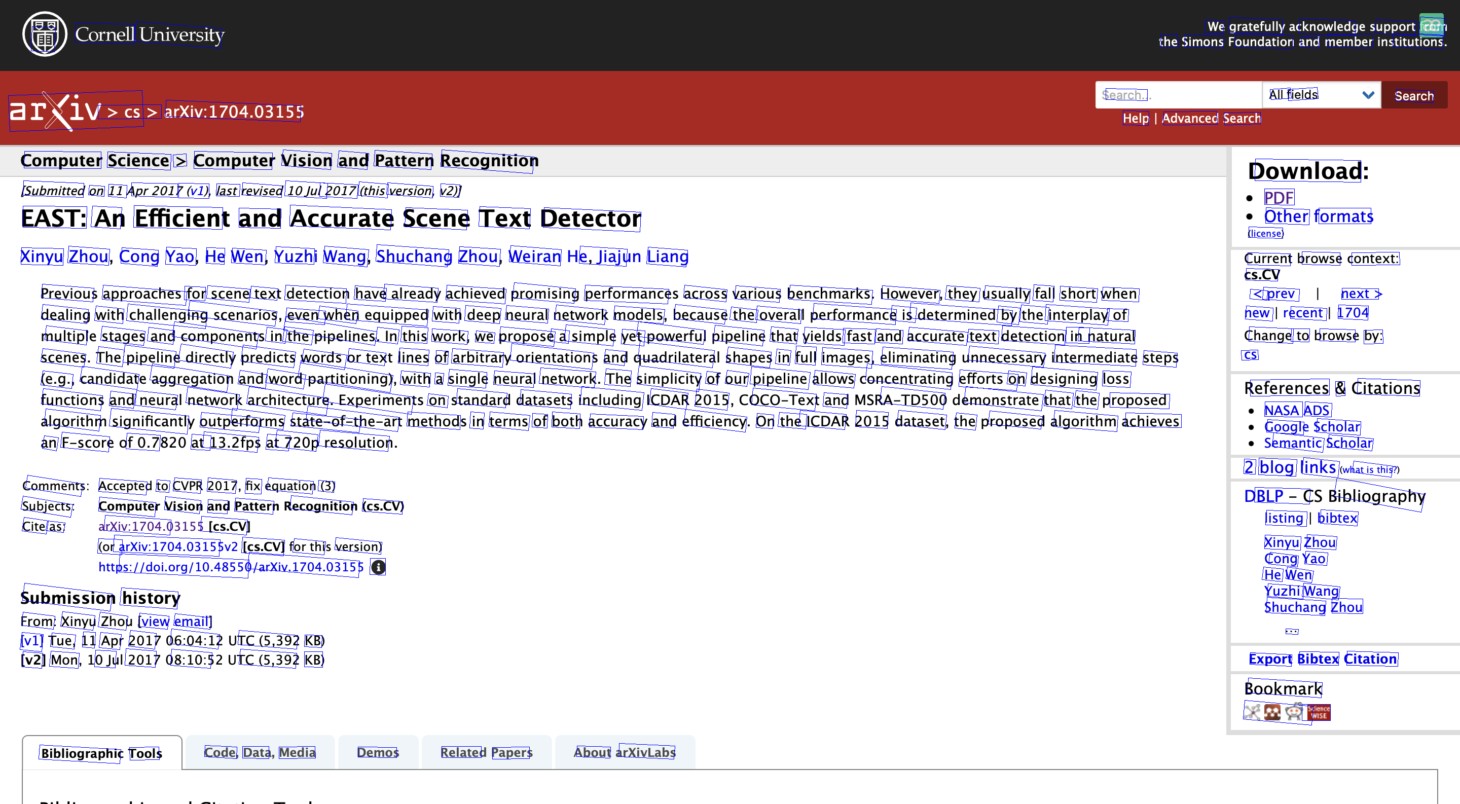 Cornell University
We gratefully acknowledge support from
the Simons Foundation and member institutions.
arXiv > cs > arXiv:1704.03155
Search...
All fields
Search
Help | Advanced Search
Computer Science > Computer Vision and Pattern Recognition
[Submitted on 11 Apr 2017 (v1), last revised 10 Jul 2017 (this version, v2)]
EAST: An Efficient and Accurate Scene Text Detector
Xinyu Zhou, Cong Yao, He Wen, Yuzhi Wang, Shuchang Zhou, Weiran He, Jiajun Liang
Previous approaches for scene text detection have already achieved promising performances across various benchmarks. However, they usually fall short when
dealing with challenging scenarios, even when equipped with deep neural network models, because the overall performance is determined by the interplay of
multiple stages and components in the pipelines. In this work, we propose a simple yet powerful pipeline that yields fast and accurate text detection in natural
scenes. The pipeline directly predicts words or text lines of arbitrary orientations and quadrilateral shapes in full images, eliminating unnecessary intermediate steps
(e.g., candidate aggregation and word partitioning), with a single neural network. The simplicity of our pipeline allows concentrating efforts on designing loss
functions and neural network architecture. Experiments on standard datasets including ICDAR 2015, COCO-Text and MSRA-TD500 demonstrate that the proposed
algorithm significantly outperforms state-of-the-art methods in terms of both accuracy and efficiency. On the ICDAR 2015 dataset, the proposed algorithm achieves
an F-score of 0.7820 at 13.2fps at 720p resolution.
Comments: Accepted to CVPR 2017, fix equation (3)
Subjects: Computer Vision and Pattern Recognition (cs.CV)
Cite as: arXiv:1704.03155 [cs.CV]
(or arXiv:1704.03155v2 [cs.CV] for this version)
https://doi.org/10.48550/arXiv.1704.03155
Submission history
From: Xinyu Zhou [view email]
[v1] Tue, 11 Apr 2017 06:04:12 UTC (5,392 KB)
[v2] Mon, 10 Jul 2017 08:10:52 UTC (5,392 KB)
Download:
PDF
Other formats
(license)
Current browse context:
cs.CV
< prev | next >
new | recent | 1704
Change to browse by:
cs
References & Citations
NASA ADS
Google Scholar
Semantic Scholar
2 blog links (what is this?)
DBLP - CS Bibliography
listing | bibtex
Xinyu Zhou
Cong Yao
He Wen
Yuzhi Wang
Shuchang Zhou
...
Export Bibtex Citation
Bookmark
Science WISE
Bibliographic Tools
Code, Data, Media
Demos
Related Papers
About arXivLabs